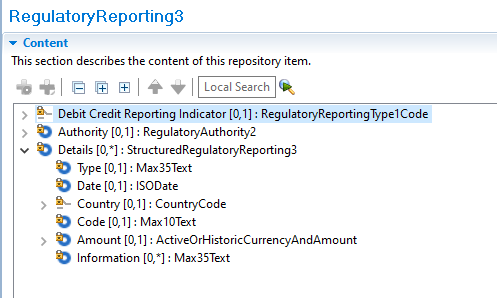 RegulatoryReporting3
Content
This section describes the content of this repository item.
Local Search
Debit Credit Reporting Indicator [0,1] : RegulatoryReportingType1Code
Authority [0,1] : RegulatoryAuthority2
Details [0,*] : StructuredRegulatoryReporting3
Type [0,1] : Max35Text
Date [0,1] : ISODate
Country [0,1] : CountryCode
Code [0,1] : Max10Text
Amount [0,1] : ActiveOrHistoricCurrencyAndAmount
Information [0,*] : Max35Text